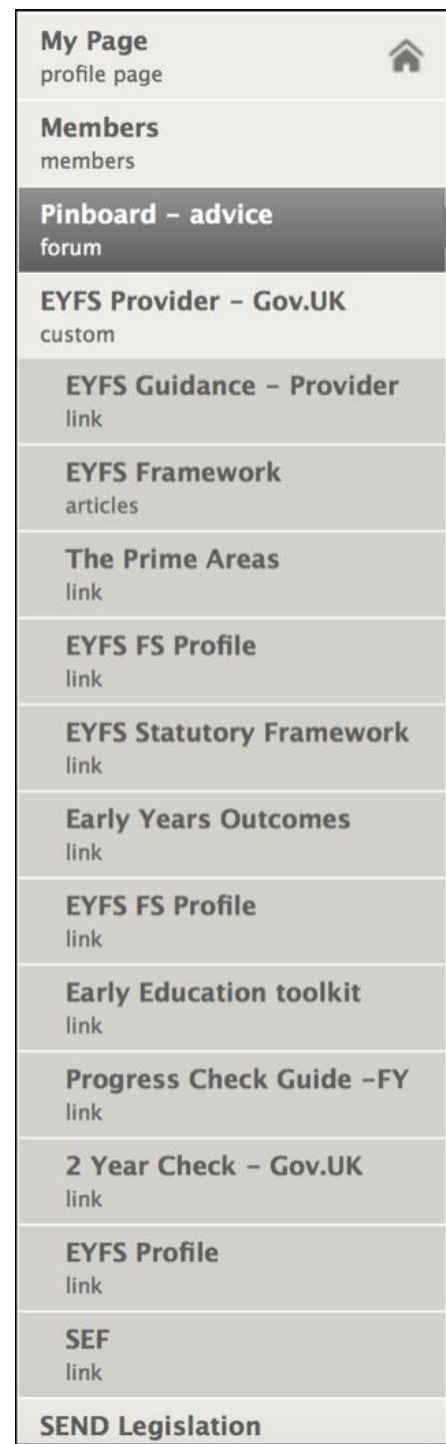 My Page
profile page
Members
members
Pinboard – advice
forum
EYFS Provider – Gov.UK
custom
EYFS Guidance – Provider
link
EYFS Framework
articles
The Prime Areas
link
EYFS FS Profile
link
EYFS Statutory Framework
link
Early Years Outcomes
link
EYFS FS Profile
link
Early Education toolkit
link
Progress Check Guide –FY
link
2 Year Check – Gov.UK
link
EYFS Profile
link
SEF
link
SEND Legislation